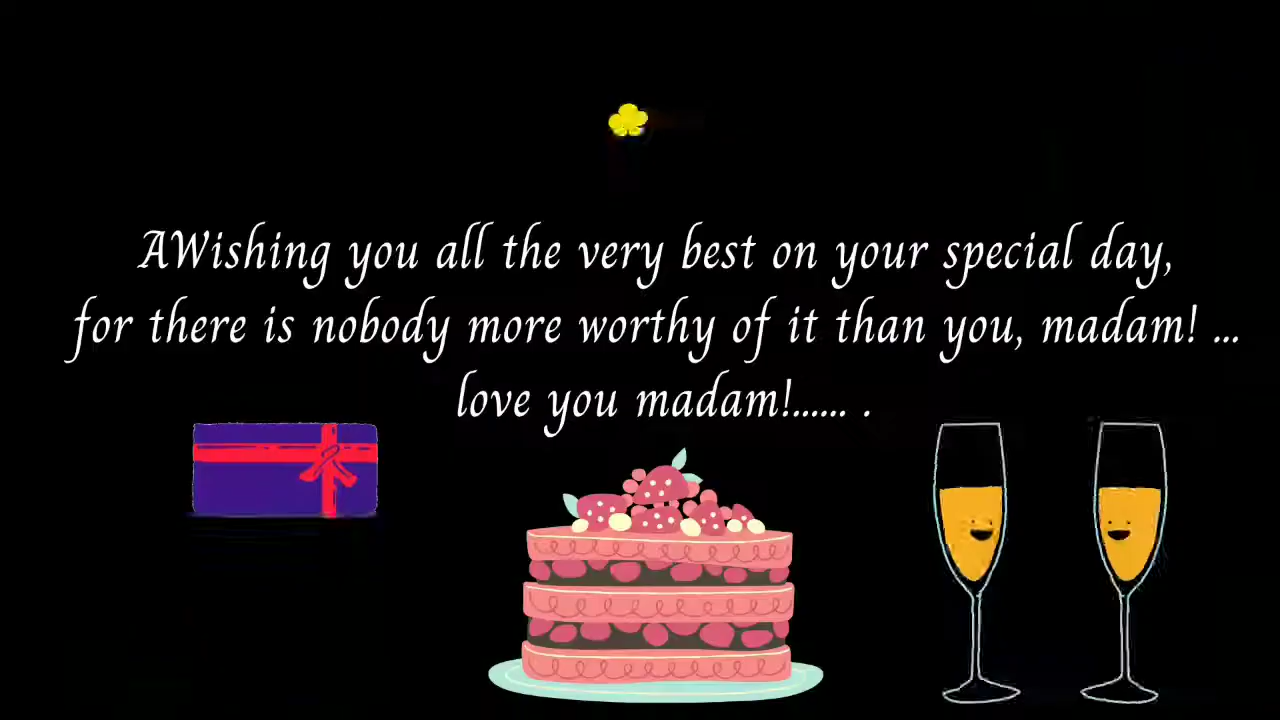 AWishing you all the very best on your special day,
for there is nobody more worthy of it than you, madam! ...
love you madam!...... .